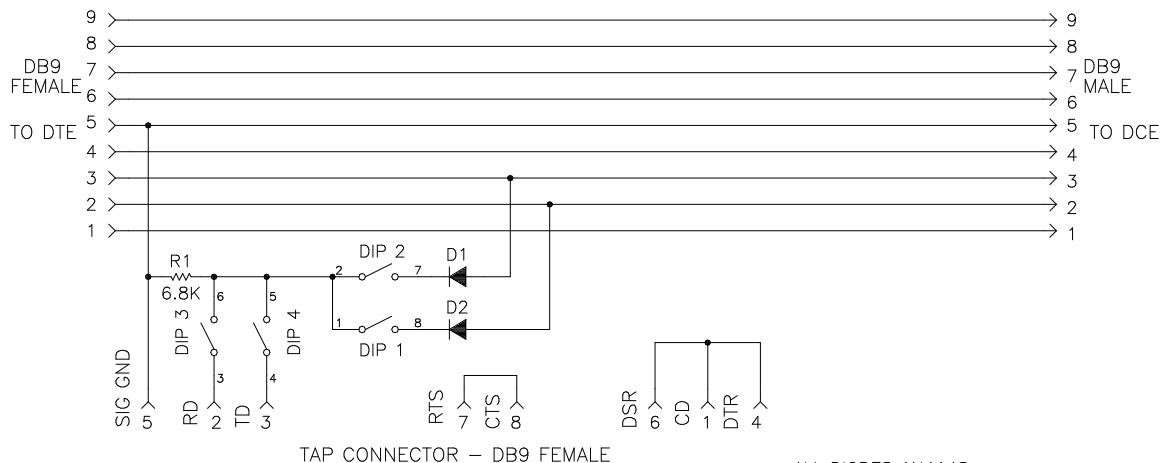 9 9
8 8
DB9 FEMALE 7 7 DB9 MALE
6 6
TO DTE 5 5 TO DCE
4 4
3 3
2 2
1 1
R1
6.8K
DIP 2
D1
2 7
6 5
D2
1 8
DIP 3
DIP 4
DIP 1
3 4
SIG GND
RD
TD
RTS
CTS
DSR
CD
DTR
5 2 3 7 8 6 1 4
TAP CONNECTOR – DB9 FEMALE